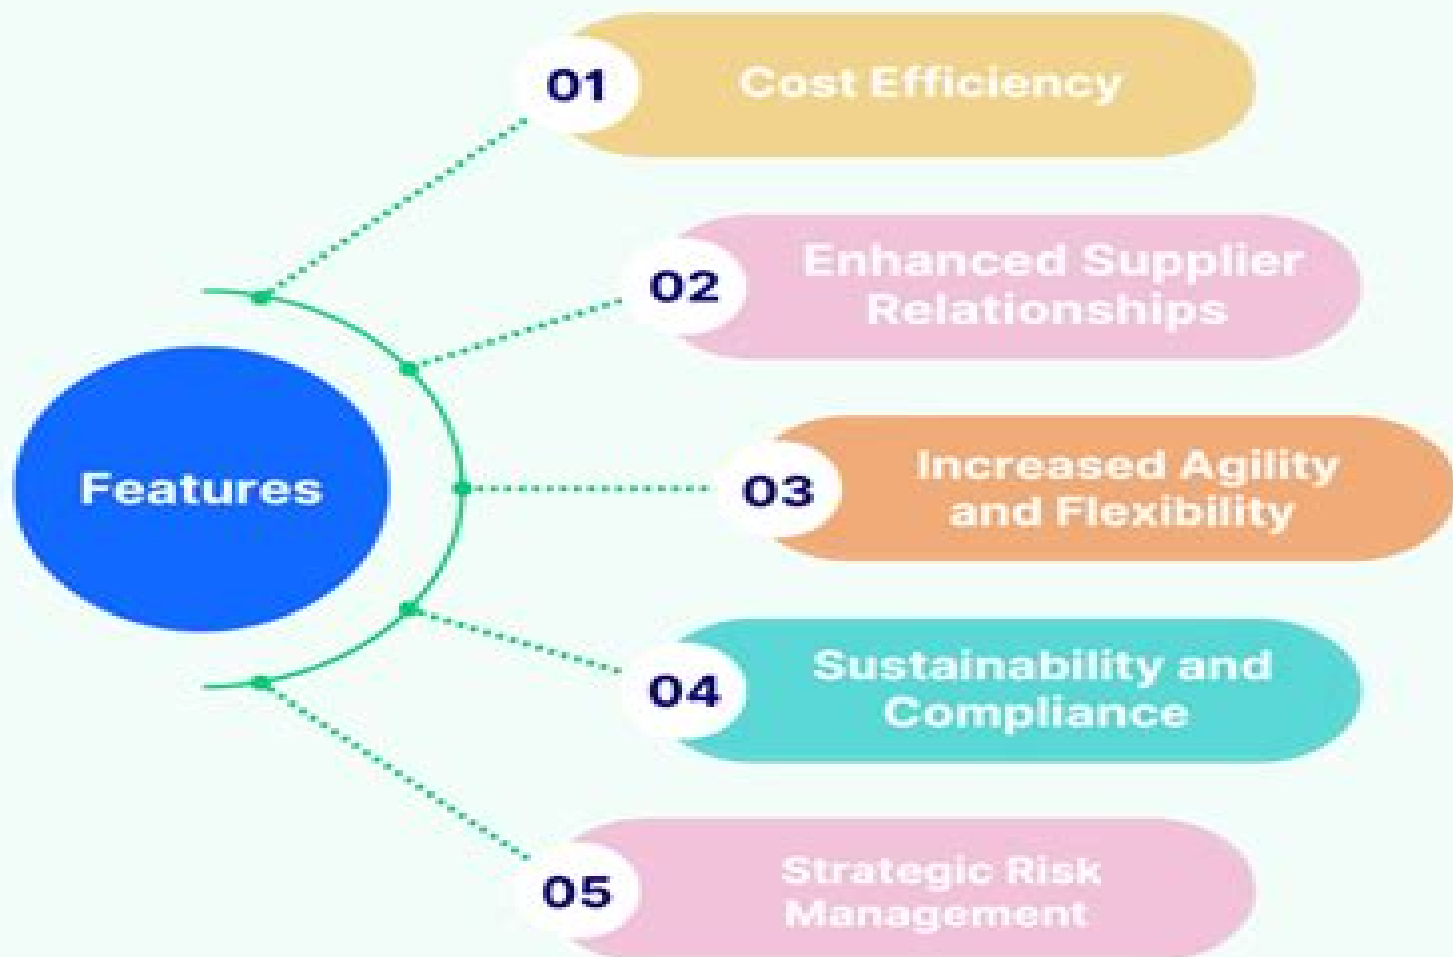 01
Cost Efficiency
02
Enhanced Supplier
Relationships
Features
03
Increased Agility
and Flexibility
04
Sustainability and
Compliance
05
Strategic Risk
Management